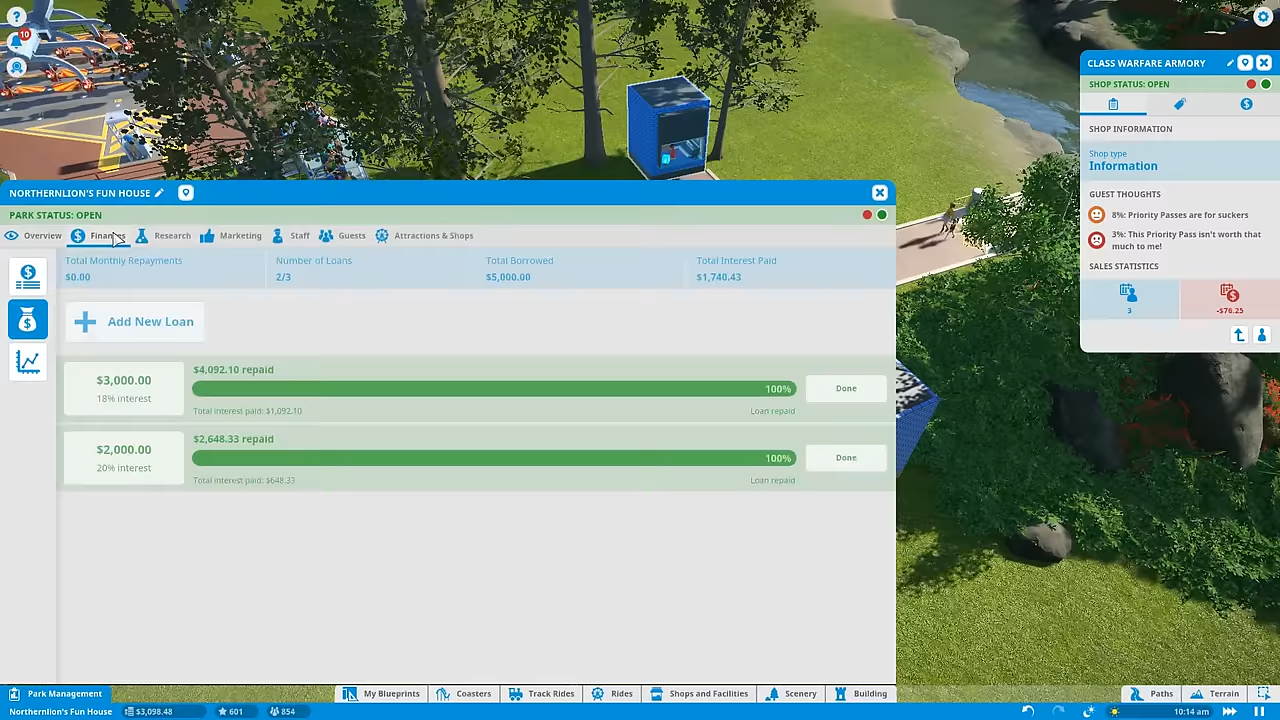 ?
10
CLASS WARFARE ARMORY
SHOP STATUS: OPEN
SHOP INFORMATION
Shop type
Information
GUEST THOUGHTS
8%: Priority Passes are for suckers
3%: This Priority Pass isn't worth that
much to me!
SALES STATISTICS
3
-$76.25
NORTHERNLION'S FUN HOUSE
PARK STATUS: OPEN
Overview Finances Research Marketing Staff Guests Attractions & Shops
Total Monthly Repayments Number of Loans Total Borrowed Total Interest Paid
$0.00 2/3 $5,000.00 $1,740.43
Add New Loan
$3,000.00
18% interest
$4,092.10 repaid
100%
Total interest paid: $1,092.10
Loan repaid
Done
$2,000.00
20% interest
$2,648.33 repaid
100%
Total interest paid: $648.33
Loan repaid
Done
Park Management My Blueprints Coasters Track Rides Rides Shops and Facilities Scenery Building Paths Terrain
Northernlion's Fun House $3,098.48 601 854 10:14 am